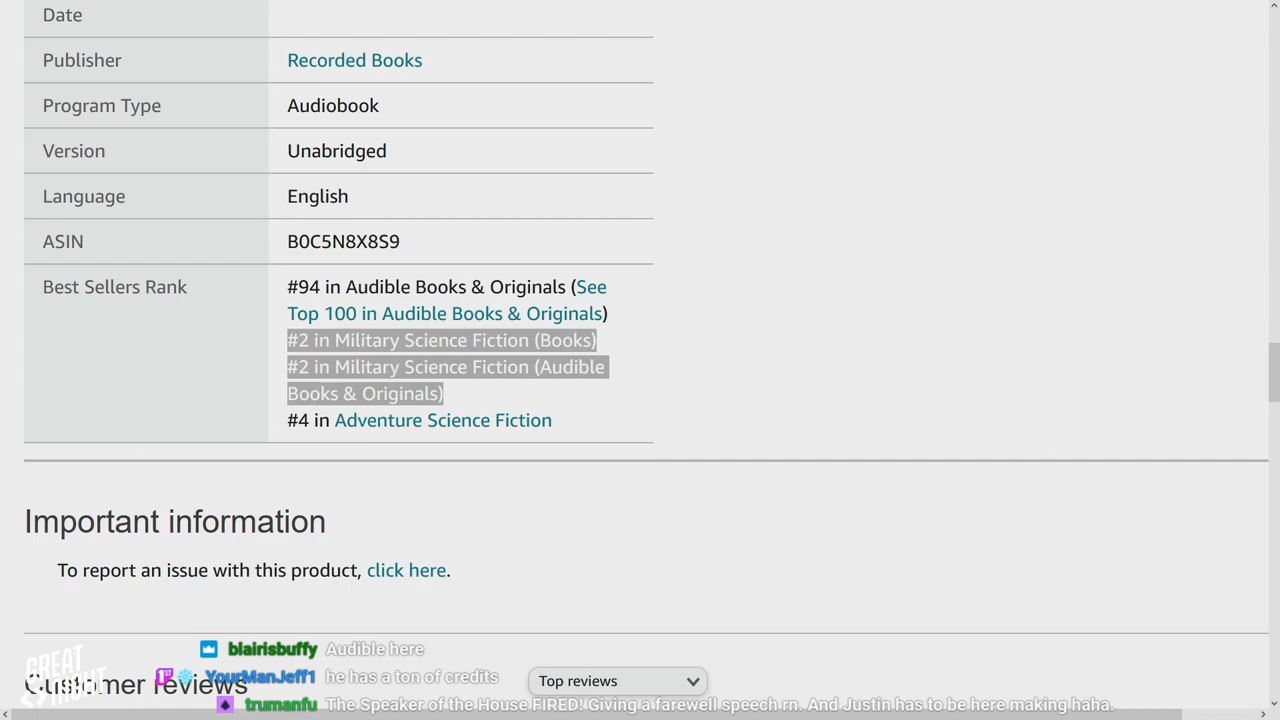 Date
Publisher Recorded Books
Program Type Audiobook
Version Unabridged
Language English
ASIN B0C5N8X8S9
Best Sellers Rank #94 in Audible Books & Originals (See
Top 100 in Audible Books & Originals)
#2 in Military Science Fiction (Books)
#2 in Military Science Fiction (Audible
Books & Originals)
#4 in Adventure Science Fiction
Important information
To report an issue with this product, click here.
blairisbuffy Audible here
GREAT
YourManJeff1 he has a ton of credits
Customer reviews
Top reviews
trumanfu The Speaker of the House FIRED! Giving a farewell speech rn. And Justin has to be here making haha.